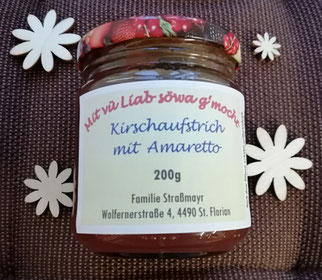 Mit vü Liab söwa g'mocht
Kirschaufstrich
mit Amaretto
200g
Familie Straßmayr
Wolfernerstraße 4, 4490 St. Florian